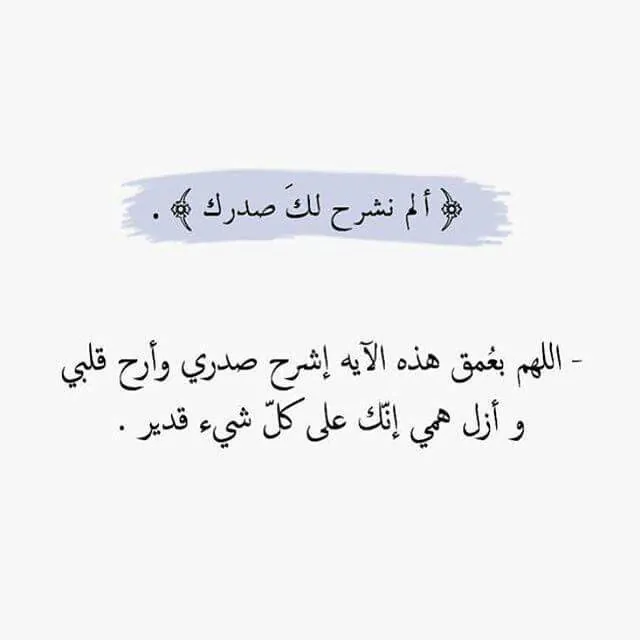 ﴿ ألم نشرح لكَ صدرك ﴾ .
- اللهم بعُمق هذه الآيه إشرح صدري وأرح قلبي
و أزل همي إنّك على كلّ شيء قدير .